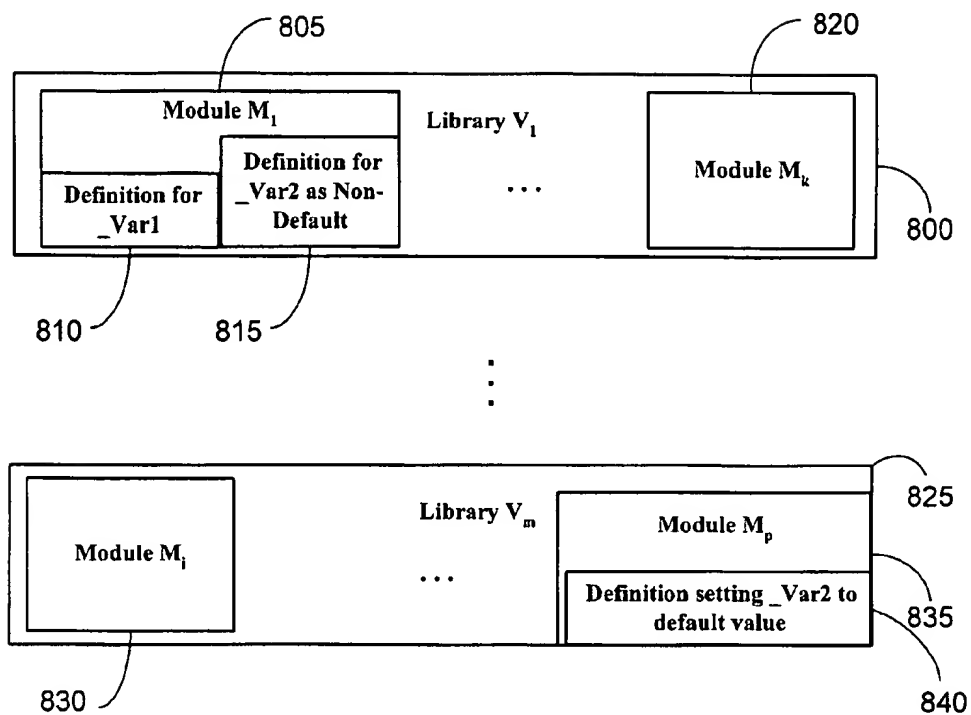 805
820
Module M1
Library V1
Definition for
_Var1
Definition for
_Var2 as Non-
Default
...
Module Mk
800
810
815
825
Library Vm
Module Mi
...
Module Mp
Definition setting _Var2 to
default value
835
830
840